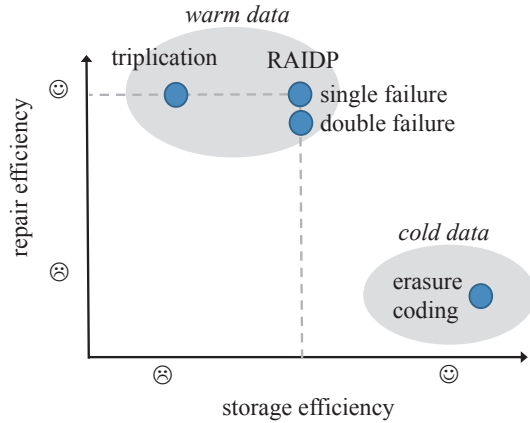 warm data
triplication
RAIDP
single failure
double failure
repair efficiency
cold data
erasure
coding
storage efficiency